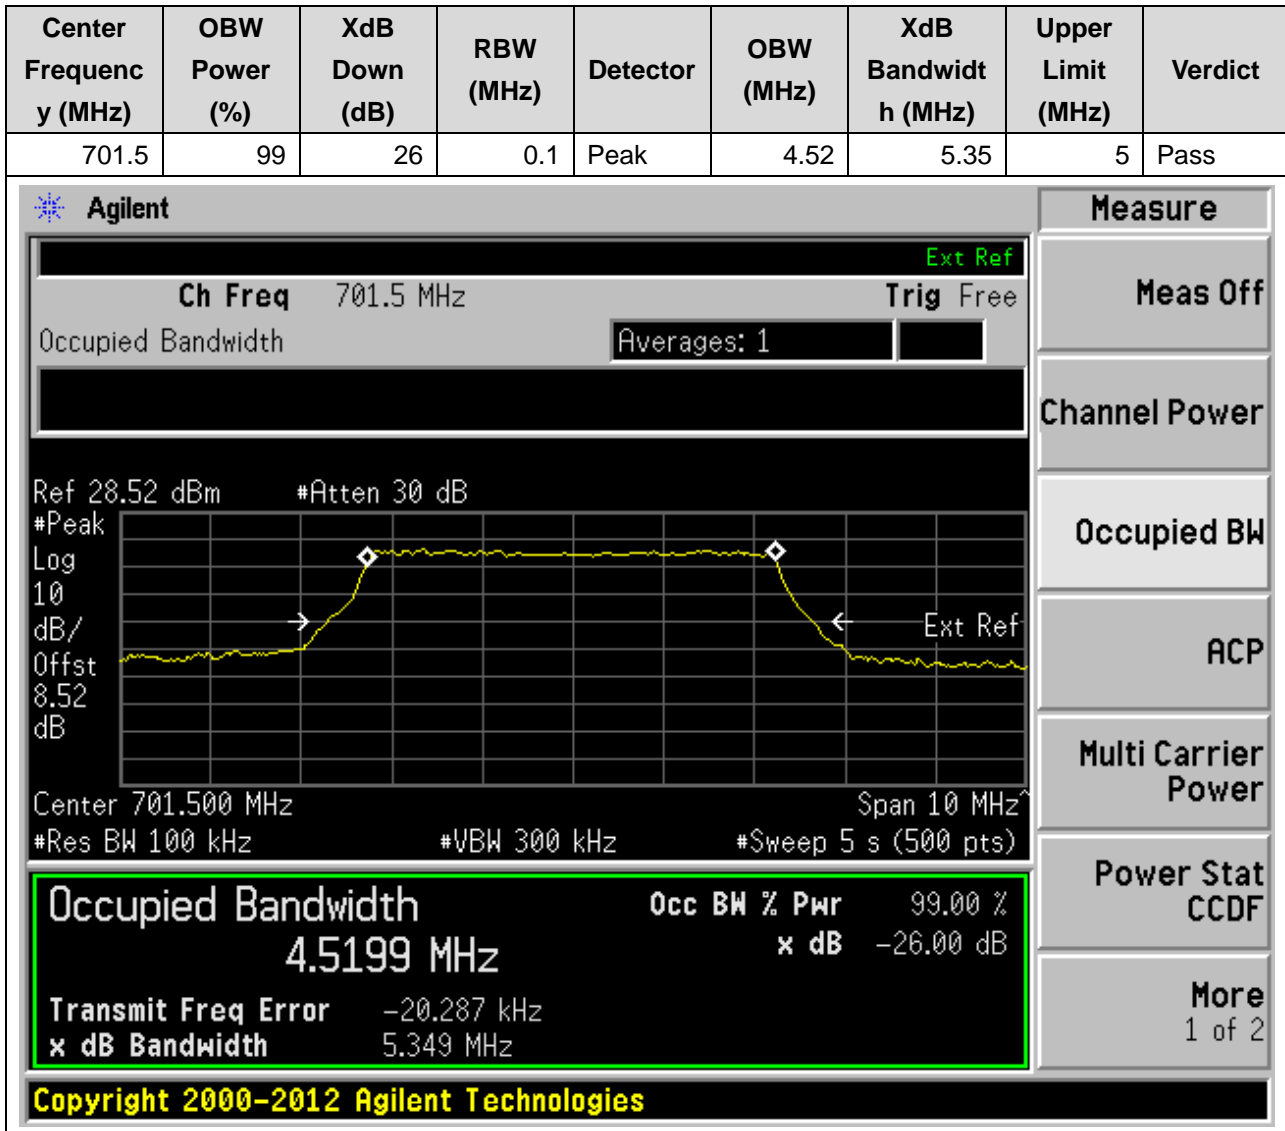 Center Frequenc y (MHz) OBW Power (%) XdB Down (dB) RBW (MHz) Detector OBW (MHz) XdB Bandwidt h (MHz) Upper Limit (MHz) Verdict
701.5 99 26 0.1 Peak 4.52 5.35 5 Pass
Agilent
Measure
Ext Ref
Ch Freq 701.5 MHz Trig Free
Occupied Bandwidth Averages: 1
Meas Off
Channel Power
Occupied BW
ACP
Multi Carrier
Power
Power Stat
CCDF
More
1 of 2
Ref 28.52 dBm #Atten 30 dB
#Peak
Log
10
dB/
Offst
8.52
dB
Ext Ref
Center 701.500 MHz Span 10 MHz^
#Res BW 100 kHz #VBW 300 kHz #Sweep 5 s (500 pts)
Occupied Bandwidth
4.5199 MHz
Occ BW % Pwr 99.00 %
x dB -26.00 dB
Transmit Freq Error -20.287 kHz
x dB Bandwidth 5.349 MHz
Copyright 2000-2012 Agilent Technologies